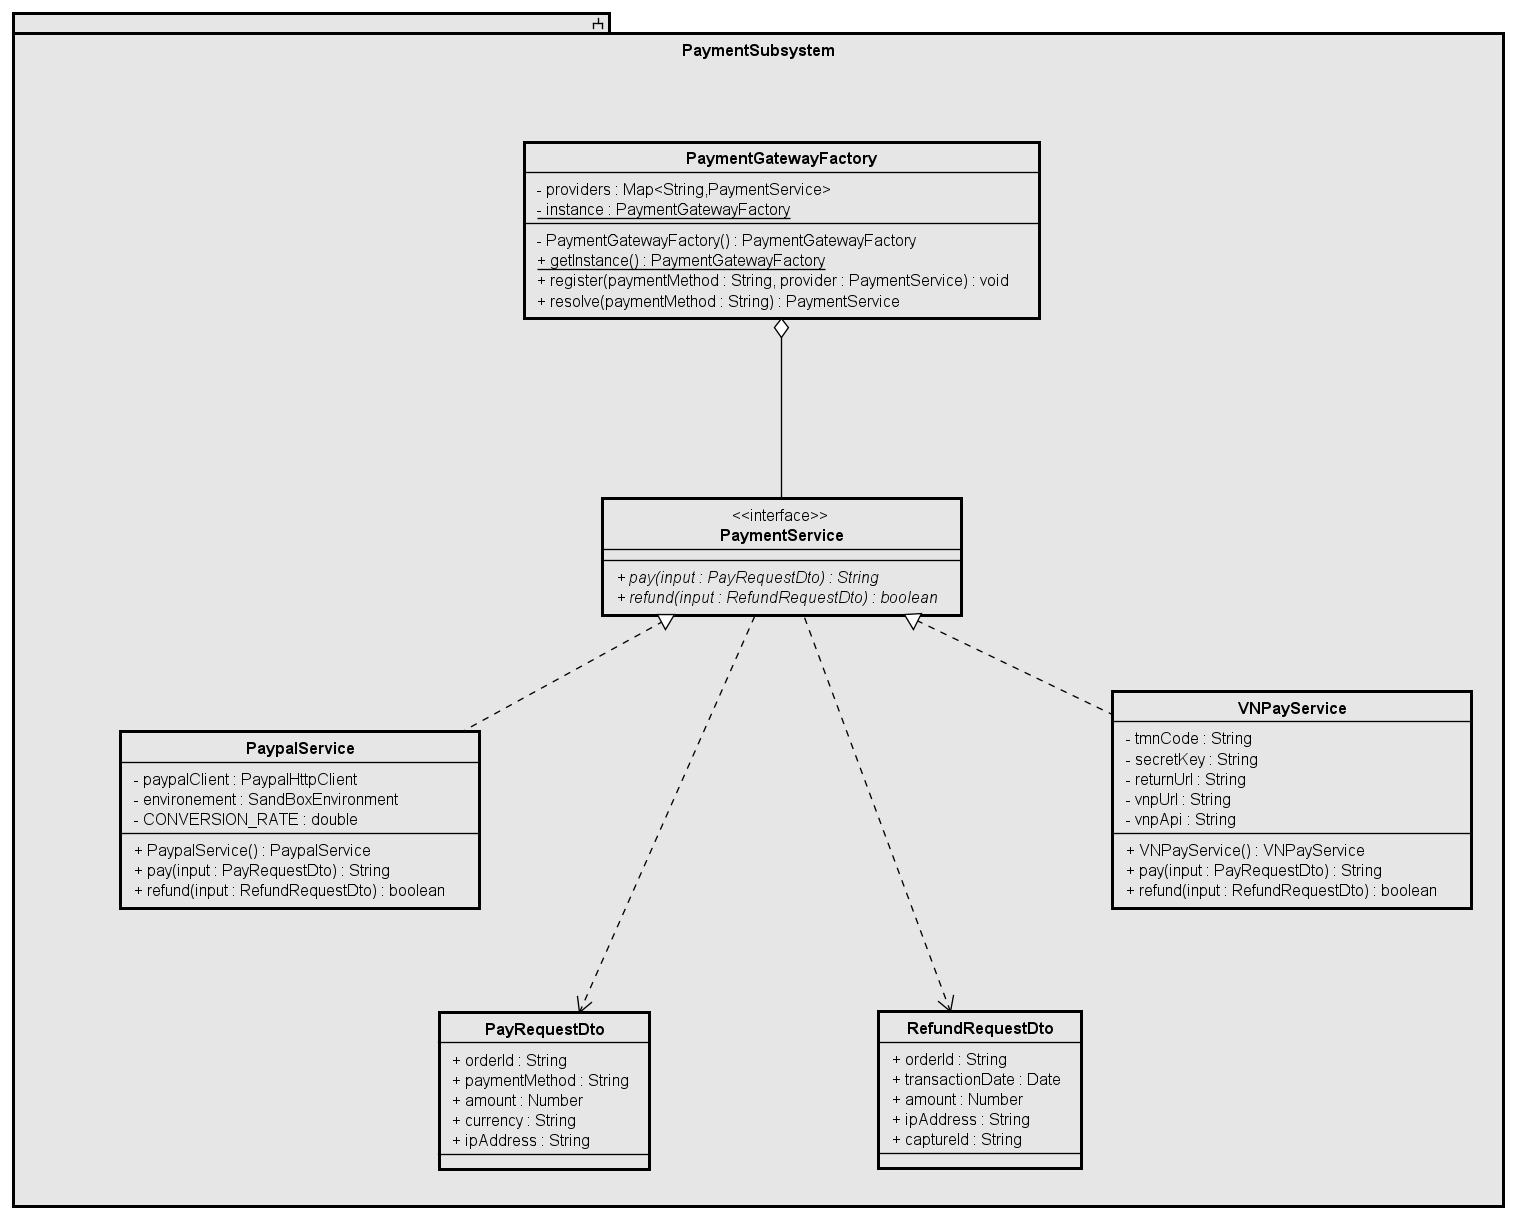 PaymentSubsystem
PaymentGatewayFactory
- providers : Map<String,PaymentService>
- instance : PaymentGatewayFactory
- PaymentGatewayFactory() : PaymentGatewayFactory
+ getInstance() : PaymentGatewayFactory
+ register(paymentMethod : String, provider : PaymentService) : void
+ resolve(paymentMethod : String) : PaymentService
<<interface>>
PaymentService
+ pay(input : PayRequestDto) : String
+ refund(input : RefundRequestDto) : boolean
PaypalService
- paypalClient : PaypalHttpClient
- environement : SandBoxEnvironment
- CONVERSION_RATE : double
+ PaypalService() : PaypalService
+ pay(input : PayRequestDto) : String
+ refund(input : RefundRequestDto) : boolean
VNPayService
- tmnCode : String
- secretKey : String
- returnUrl : String
- vnpUrl : String
- vnpApi : String
+ VNPayService() : VNPayService
+ pay(input : PayRequestDto) : String
+ refund(input : RefundRequestDto) : boolean
PayRequestDto
+ orderId : String
+ paymentMethod : String
+ amount : Number
+ currency : String
+ ipAddress : String
RefundRequestDto
+ orderId : String
+ transactionDate : Date
+ amount : Number
+ ipAddress : String
+ captureId : String